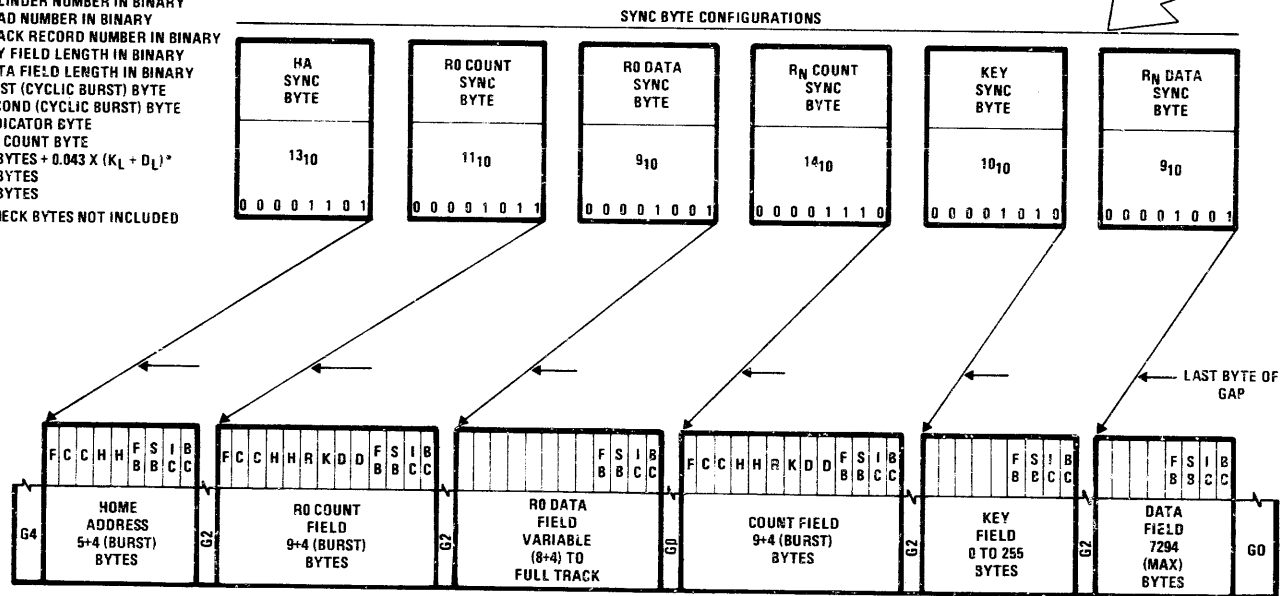 LINDER NUMBER IN BINARY
AD NUMBER IN BINARY
ACK RECORD NUMBER IN BINARY
Y FIELD LENGTH IN BINARY
TA FIELD LENGTH IN BINARY
ST (CYCLIC BURST) BYTE
COND (CYCLIC BURST) BYTE
DICATOR BYTE
COUNT BYTE
BYTES + 0.043 X (KL + DL)*
BYTES
BYTES
HECK BYTES NOT INCLUDED
SYNC BYTE CONFIGURATIONS
HA
SYNC
BYTE
1310
0 0 0 0 1 1 0 1
R0 COUNT
SYNC
BYTE
1110
0 0 0 0 1 0 1 1
R0 DATA
SYNC
BYTE
910
0 0 0 0 1 0 0 1
RN COUNT
SYNC
BYTE
1410
0 0 0 0 1 1 1 0
KEY
SYNC
BYTE
1010
0 0 0 0 1 0 1 0
RN DATA
SYNC
BYTE
910
0 0 0 0 1 0 0 1
LAST BYTE OF
GAP
F C C H H F S I B
B B C C
F C C H H R K D D F S I B
B B C C
F S I B
B B C C
F C C H H R K D D F S I B
B B C C
F S I B
B B C C
F S I B
B B C C
G4
HOME
ADDRESS
5+4 (BURST)
BYTES
G2
R0 COUNT
FIELD
9+4 (BURST)
BYTES
G2
R0 DATA
FIELD
VARIABLE
(8+4) TO
FULL TRACK
G0
COUNT FIELD
9+4 (BURST)
BYTES
G2
KEY
FIELD
0 TO 255
BYTES
G2
DATA
FIELD
7294
(MAX)
BYTES
G0